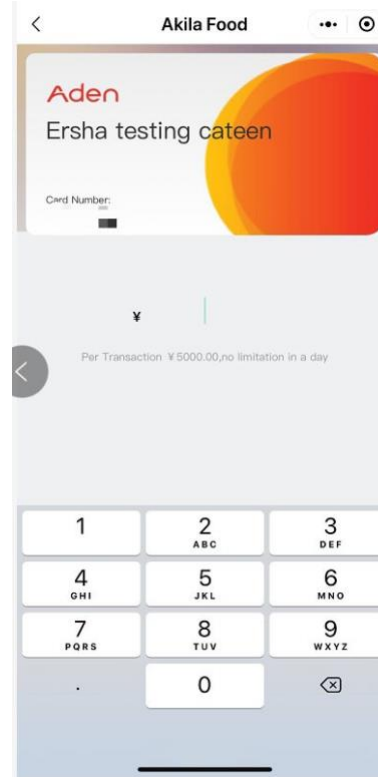 Akila Food
Aden
Ersha testing cateen
Card Number:
¥
Per Transaction ¥5000.00,no limitation in a day
1
2
ABC
3
DEF
4
GHI
5
JKL
6
MNO
7
PQRS
8
TUV
9
WXYZ
.
0